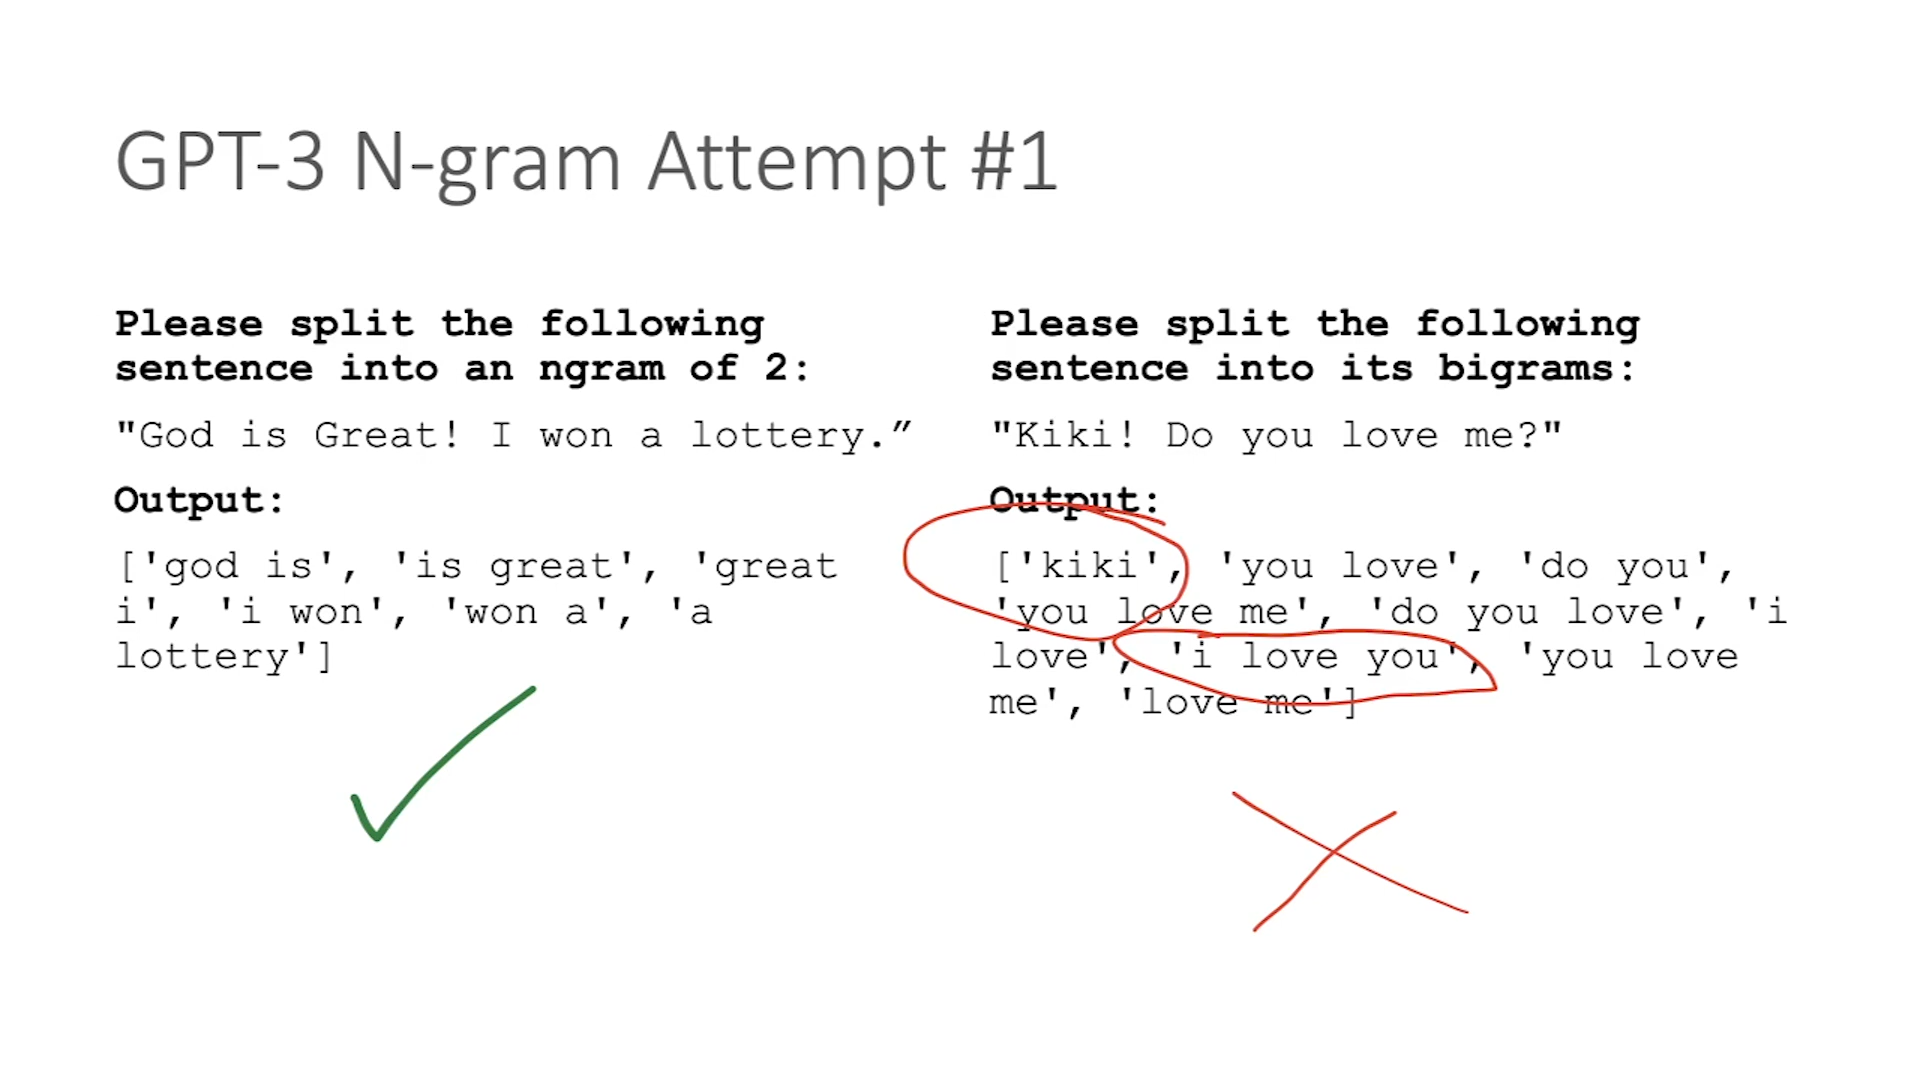 GPT-3 N-gram Attempt #1
Please split the following
sentence into an ngram of 2:
"God is Great! I won a lottery.”
Output:
['god is', 'is great', 'great
i', 'i won', 'won a', 'a
lottery']
Please split the following
sentence into its bigrams:
"Kiki! Do you love me?"
Output:
['kiki', 'you love', 'do you',
'you love me', 'do you love', 'i
love', 'i love you', 'you love
me', 'love me']